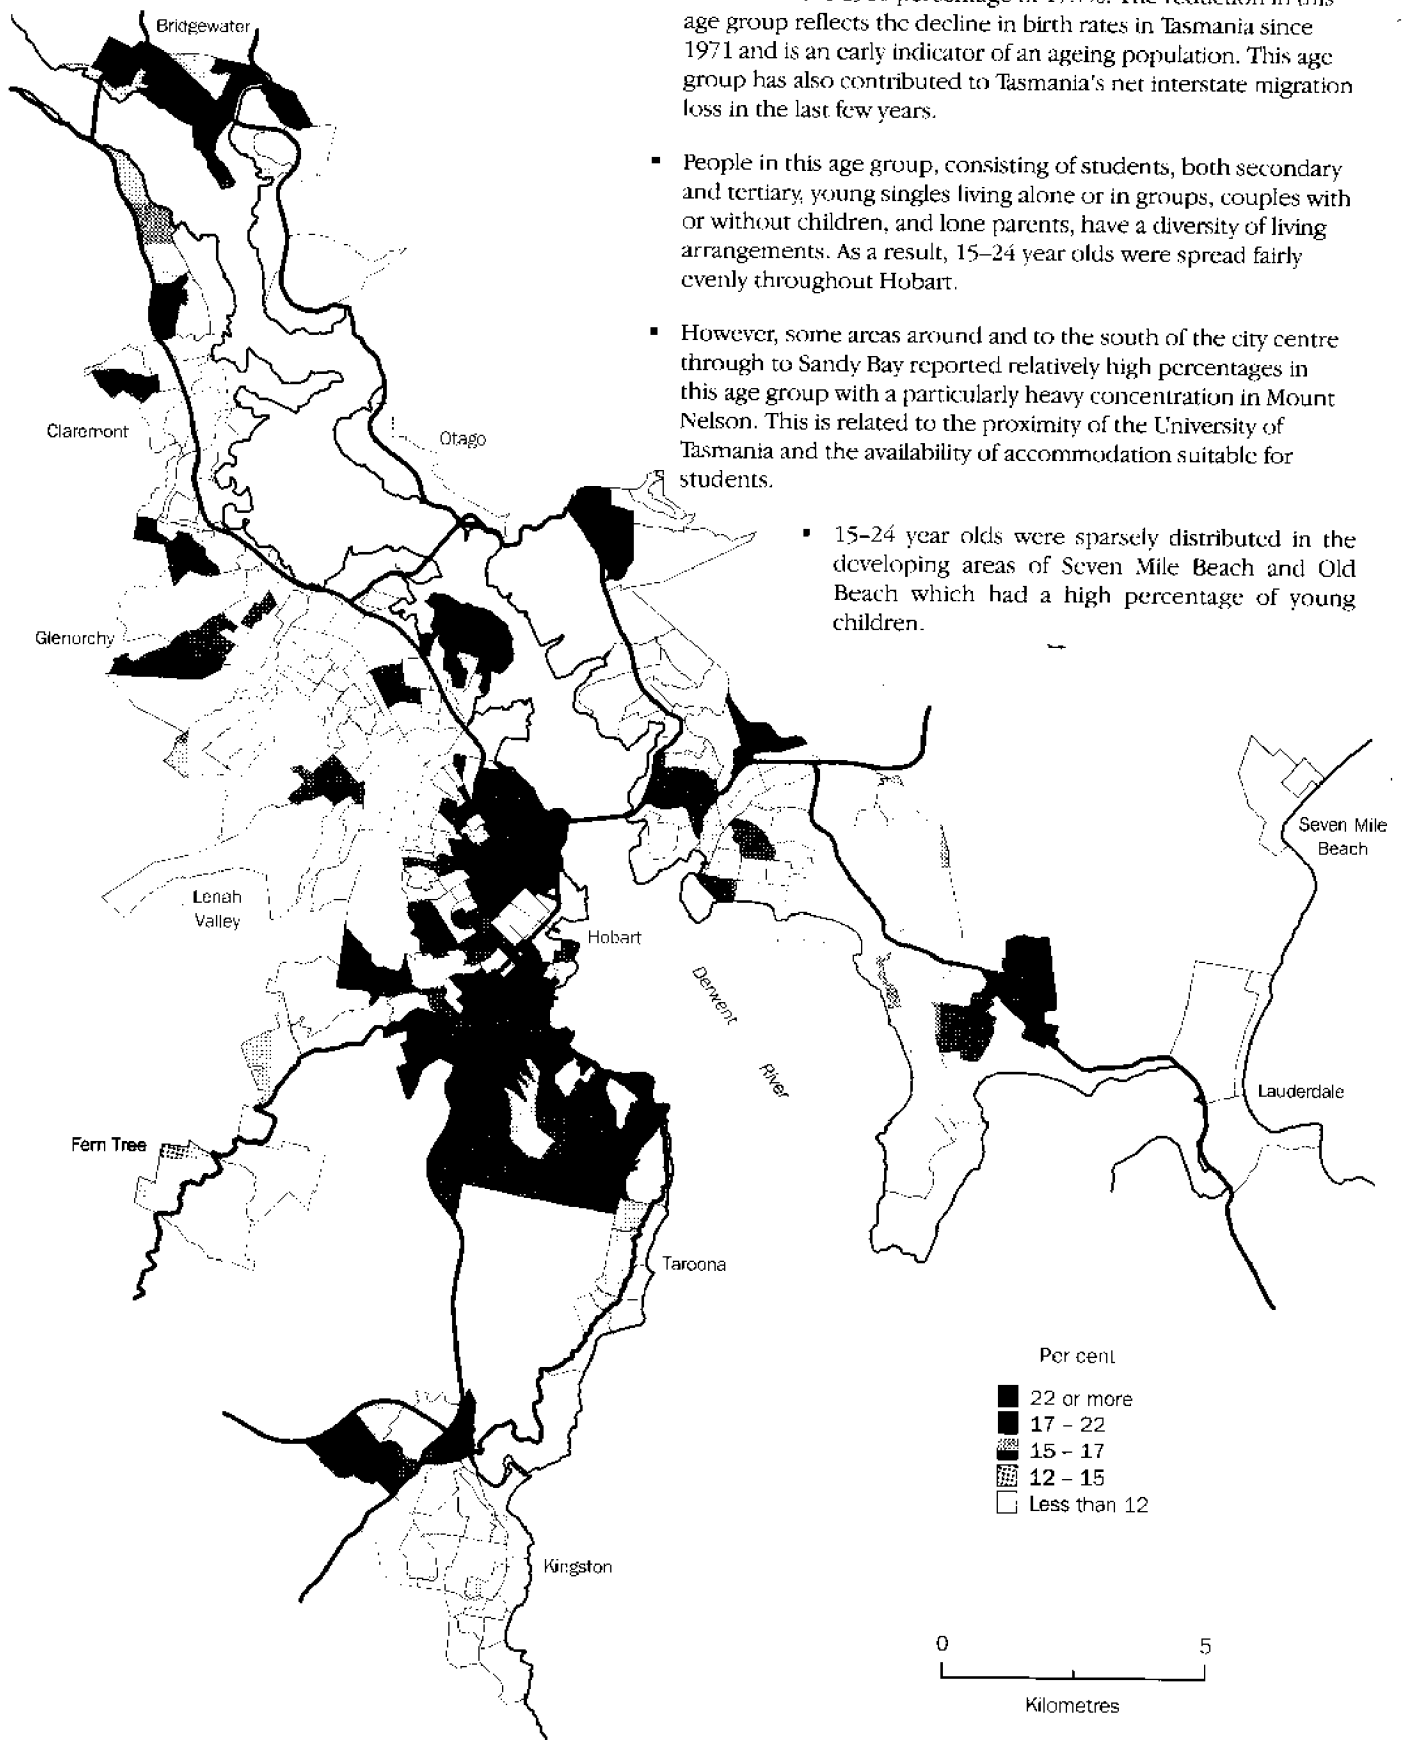 age group reflects the decline in birth rates in Tasmania since
1971 and is an early indicator of an ageing population. This age
group has also contributed to Tasmania's net interstate migration
loss in the last few years.
▪ People in this age group, consisting of students, both secondary
and tertiary, young singles living alone or in groups, couples with
or without children, and lone parents, have a diversity of living
arrangements. As a result, 15–24 year olds were spread fairly
evenly throughout Hobart.
▪ However, some areas around and to the south of the city centre
through to Sandy Bay reported relatively high percentages in
this age group with a particularly heavy concentration in Mount
Nelson. This is related to the proximity of the University of
Tasmania and the availability of accommodation suitable for
students.
▪ 15–24 year olds were sparsely distributed in the
developing areas of Seven Mile Beach and Old
Beach which had a high percentage of young
children.
Bridgewater
Claremont
Otago
Glenorchy
Seven Mile
Beach
Lenah
Valley
Hobart
Derwent
River
Lauderdale
Fern Tree
Taroona
Kingston
Per cent
22 or more
17 – 22
15 – 17
12 – 15
Less than 12
0 5
Kilometres